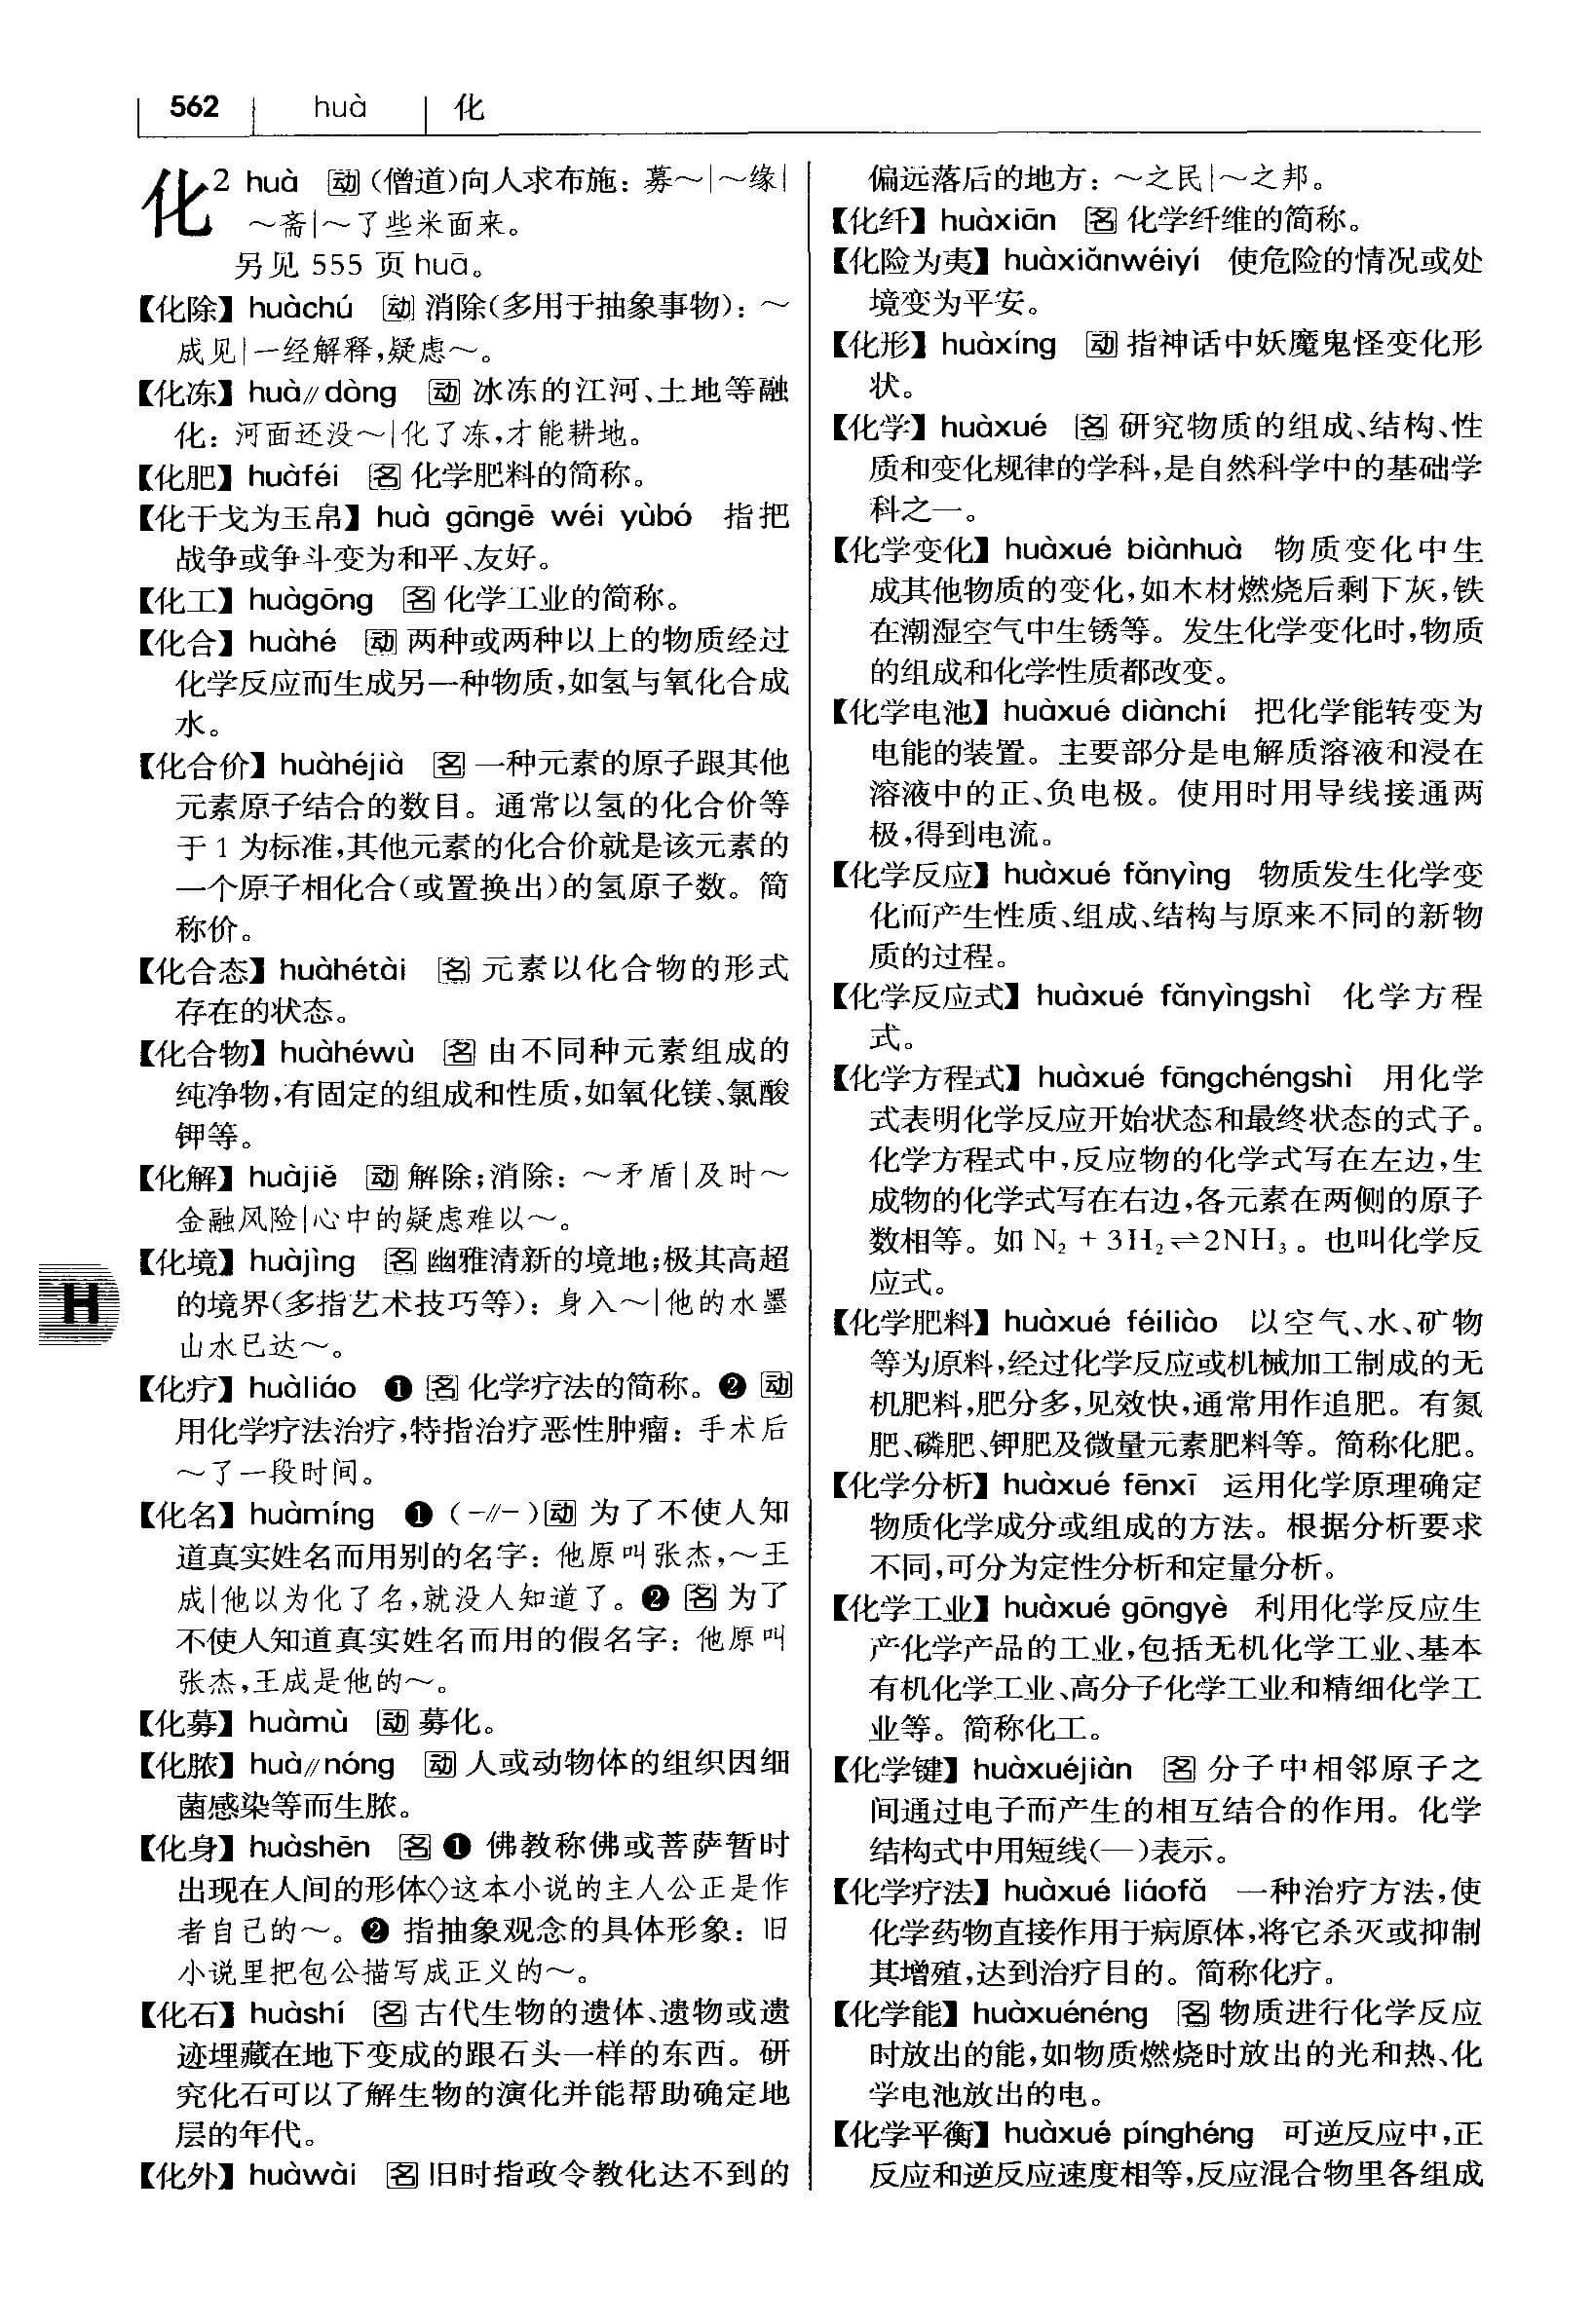 562 huà 化
化² huà 动 (僧道)向人求布施：募～|～缘|
～斋|～了些米面来。
另见 555 页 huā。
【化除】huàchú 动 消除(多用于抽象事物)：～
成见|一经解释,疑虑～。
【化冻】huà∥dòng 动 冰冻的江河、土地等融
化：河面还没～|化了冻,才能耕地。
【化肥】huàféi 名 化学肥料的简称。
【化干戈为玉帛】huà gāngē wéi yùbó 指把
战争或争斗变为和平、友好。
【化工】huàgōng 名 化学工业的简称。
【化合】huàhé 动 两种或两种以上的物质经过
化学反应而生成另一种物质,如氢与氧化合成
水。
【化合价】huàhéjià 名 一种元素的原子跟其他
元素原子结合的数目。通常以氢的化合价等
于 1 为标准,其他元素的化合价就是该元素的
一个原子相化合(或置换出)的氢原子数。简
称价。
【化合态】huàhétài 名 元素以化合物的形式
存在的状态。
【化合物】huàhéwù 名 由不同种元素组成的
纯净物,有固定的组成和性质,如氧化镁、氯酸
钾等。
【化解】huàjiě 动 解除;消除：～矛盾|及时～
金融风险|心中的疑虑难以～。
【化境】huàjìng 名 幽雅清新的境地;极其高超
的境界(多指艺术技巧等)：身入～|他的水墨
山水已达～。
【化疗】huàliáo ❶ 名 化学疗法的简称。❷ 动
用化学疗法治疗,特指治疗恶性肿瘤：手术后
～了一段时间。
【化名】huàmíng ❶ (-∥-)动 为了不使人知
道真实姓名而用别的名字：他原叫张杰,～王
成|他以为化了名,就没人知道了。❷ 名 为了
不使人知道真实姓名而用的假名字：他原叫
张杰,王成是他的～。
【化募】huàmù 动 募化。
【化脓】huà∥nóng 动 人或动物体的组织因细
菌感染等而生脓。
【化身】huàshēn 名 ❶ 佛教称佛或菩萨暂时
出现在人间的形体◇这本小说的主人公正是作
者自己的～。❷ 指抽象观念的具体形象：旧
小说里把包公描写成正义的～。
【化石】huàshí 名 古代生物的遗体、遗物或遗
迹埋藏在地下变成的跟石头一样的东西。研
究化石可以了解生物的演化并能帮助确定地
层的年代。
【化外】huàwài 名 旧时指政令教化达不到的
H
偏远落后的地方：～之民|～之邦。
【化纤】huàxiān 名 化学纤维的简称。
【化险为夷】huàxiǎnwéiyí 使危险的情况或处
境变为平安。
【化形】huàxíng 动 指神话中妖魔鬼怪变化形
状。
【化学】huàxué 名 研究物质的组成、结构、性
质和变化规律的学科,是自然科学中的基础学
科之一。
【化学变化】huàxué biànhuà 物质变化中生
成其他物质的变化,如木材燃烧后剩下灰,铁
在潮湿空气中生锈等。发生化学变化时,物质
的组成和化学性质都改变。
【化学电池】huàxué diànchí 把化学能转变为
电能的装置。主要部分是电解质溶液和浸在
溶液中的正、负电极。使用时用导线接通两
极,得到电流。
【化学反应】huàxué fǎnyìng 物质发生化学变
化而产生性质、组成、结构与原来不同的新物
质的过程。
【化学反应式】huàxué fǎnyìngshì 化学方程
式。
【化学方程式】huàxué fāngchéngshì 用化学
式表明化学反应开始状态和最终状态的式子。
化学方程式中,反应物的化学式写在左边,生
成物的化学式写在右边,各元素在两侧的原子
数相等。如 N₂ + 3H₂⇌2NH₃。也叫化学反
应式。
【化学肥料】huàxué féiliào 以空气、水、矿物
等为原料,经过化学反应或机械加工制成的无
机肥料,肥分多,见效快,通常用作追肥。有氮
肥、磷肥、钾肥及微量元素肥料等。简称化肥。
【化学分析】huàxué fēnxī 运用化学原理确定
物质化学成分或组成的方法。根据分析要求
不同,可分为定性分析和定量分析。
【化学工业】huàxué gōngyè 利用化学反应生
产化学产品的工业,包括无机化学工业、基本
有机化学工业、高分子化学工业和精细化学工
业等。简称化工。
【化学键】huàxuéjiàn 名 分子中相邻原子之
间通过电子而产生的相互结合的作用。化学
结构式中用短线(—)表示。
【化学疗法】huàxué liáofǎ 一种治疗方法,使
化学药物直接作用于病原体,将它杀灭或抑制
其增殖,达到治疗目的。简称化疗。
【化学能】huàxuénéng 名 物质进行化学反应
时放出的能,如物质燃烧时放出的光和热、化
学电池放出的电。
【化学平衡】huàxué pínghéng 可逆反应中,正
反应和逆反应速度相等,反应混合物里各组成